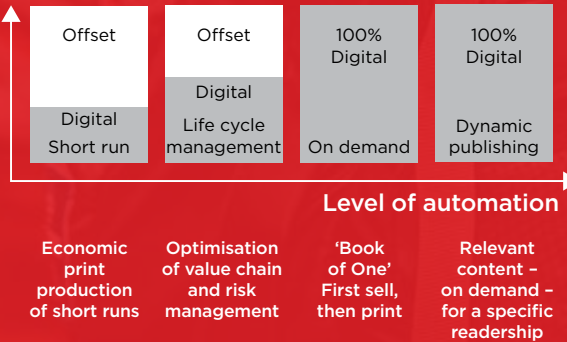 Offset
Digital
Short run
Offset
Digital
Life cycle
management
100%
Digital
On demand
100%
Digital
Dynamic
publishing
Level of automation
Economic
print
production
of short runs
Optimisation
of value chain
and risk
management
‘Book
of One’
First sell,
then print
Relevant
content –
on demand –
for a specific
readership